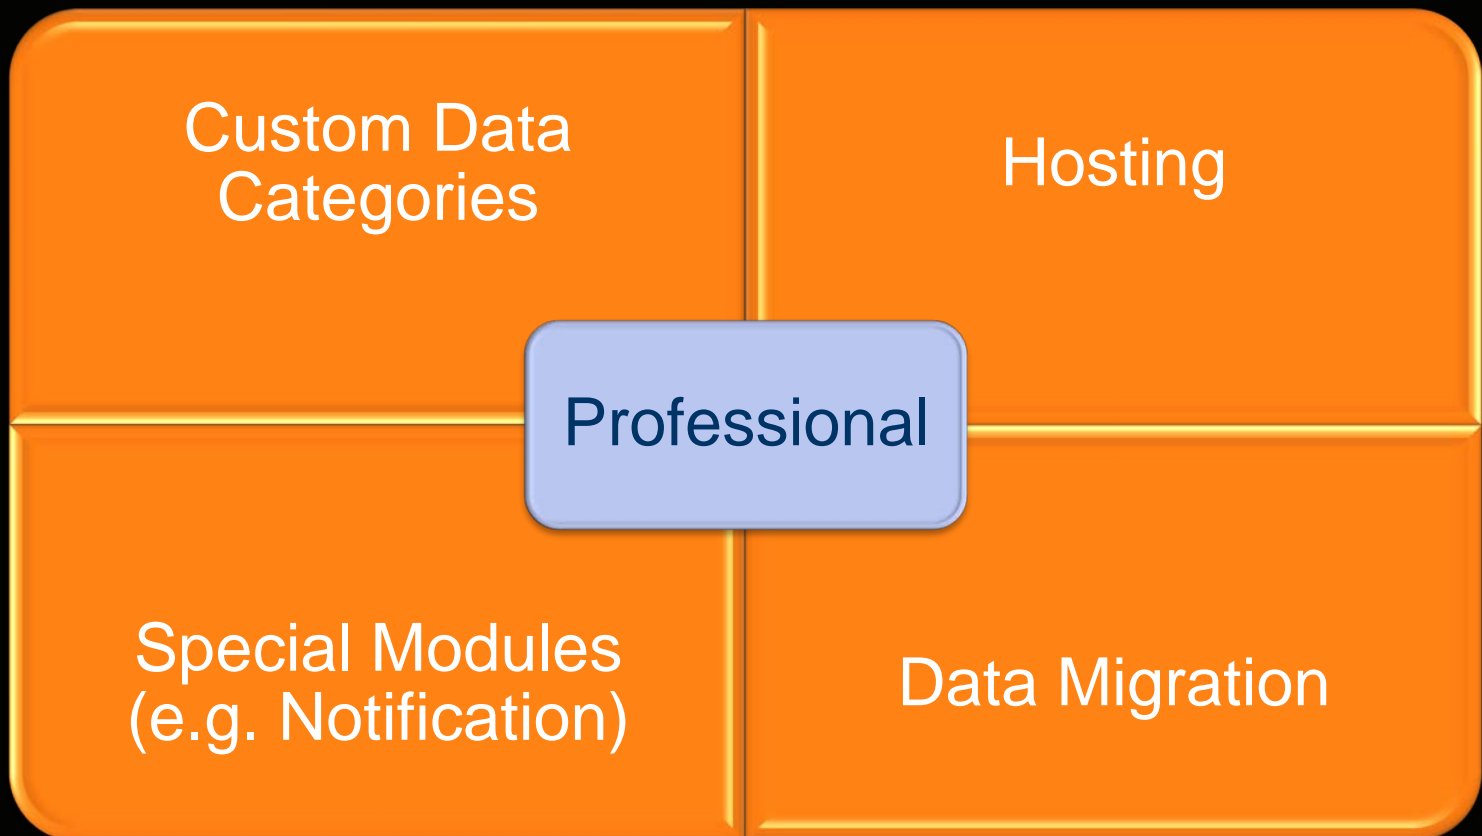 Custom Data
Categories
Hosting
Professional
Special Modules
(e.g. Notification)
Data Migration